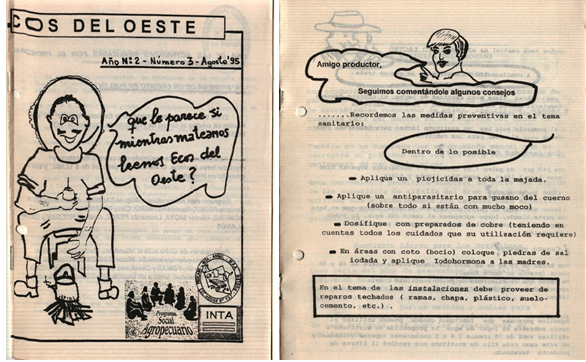 COS DEL OESTE
Año N: 2 - Número 3 - Agosto'95
que le parece si
mientras mateamos
leemos Ecos del
Oeste?
Programa
Social
Agropecuario
INTA
Amigo productor,
Seguimos comentándole algunos consejos
.......Recordemos las medidas preventivas en el tema
sanitario:
Dentro de lo posible
Aplique un piojicidas a toda la majada.
Aplique un antiparasitario para gusano del cuerno
(sobre todo si están con mucho moco)
Dosifique con preparados de cobre (teniendo en
cuentas todos los cuidados que su utilización requiere)
En áreas con coto (bocio) coloque piedras de sal
iodada y aplique Iodohormona a las madres.
En el tema de las instalaciones debe proveer de
reparos techados ( ramas, chapa, plástico, suelo-
cemento, etc.) .